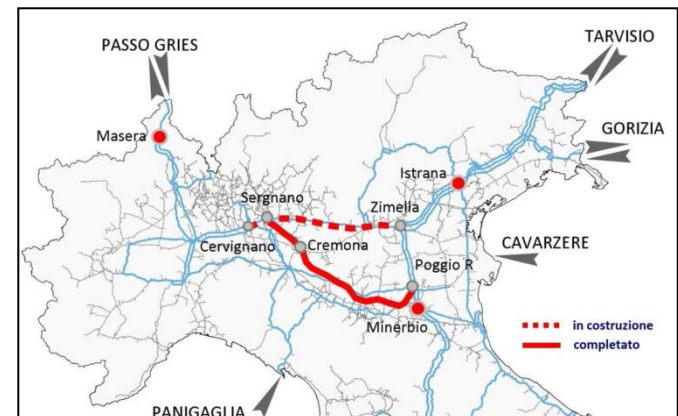 PASSO GRIES
TARVISIO
Masera
GORIZIA
Istrana
Sergnano
Zimella
Cervignano
Cremona
CAVARZERE
Poggio R
Minerbio
in costruzione
completato
PANIGAGLIA